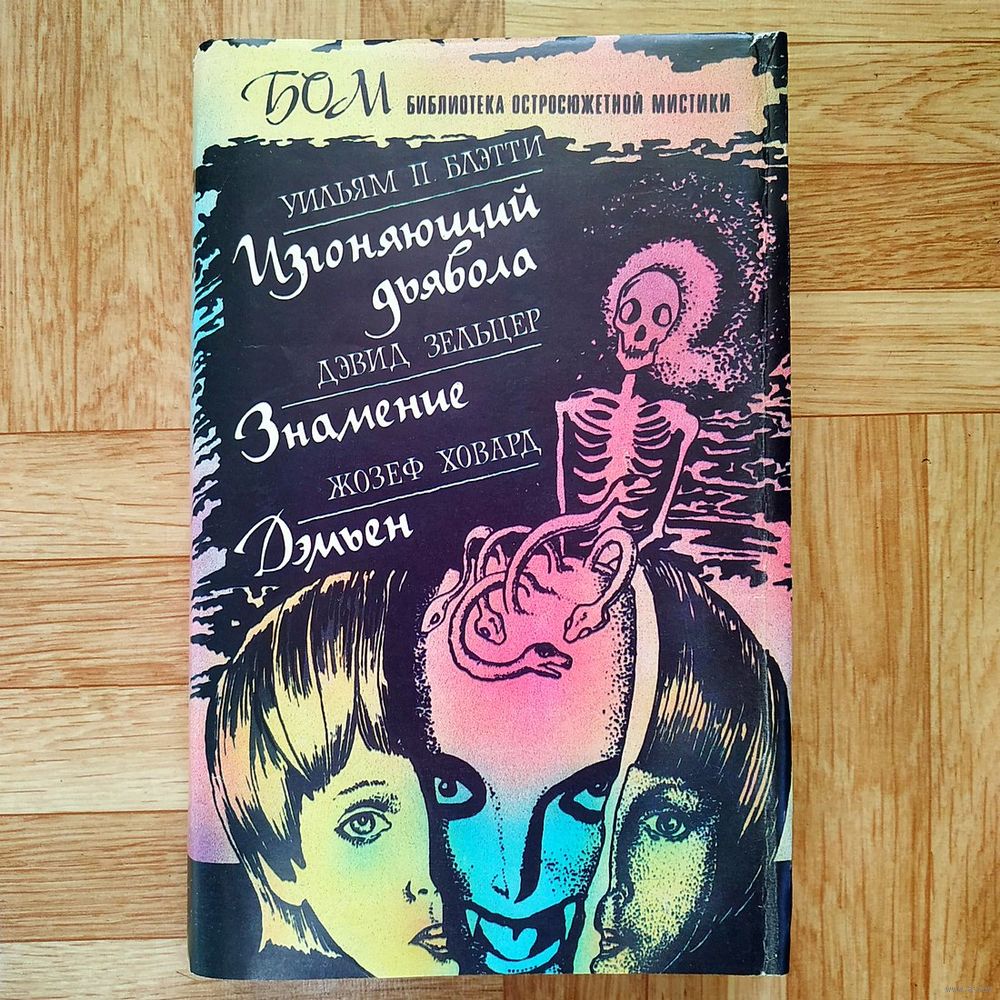 БОМ БИБЛИОТЕКА ОСТРОСЮЖЕТНОЙ МИСТИКИ
УИЛЬЯМ П. БЛЭТТИ
Изгоняющий
дьявола
ДЭВИД ЗЕЛЬЦЕР
Знамение
ЖОЗЕФ ХОВАРД
Дэмьен